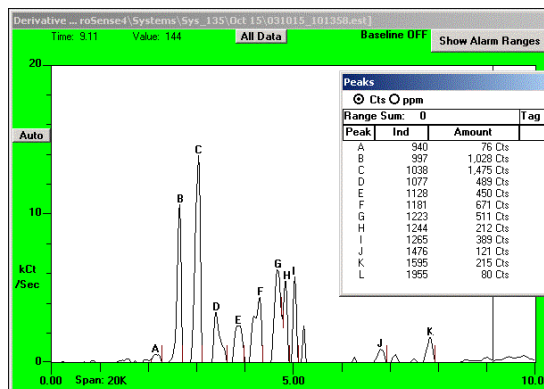 Derivative ... roSense4\Systems\Sys_135\Oct 15\031015_101358.est]
Time: 9.11 Value: 144 All Data Baseline OFF Show Alarm Ranges
20
Peaks
Cts ppm
Range Sum: 0 Tag
Auto
Peak Ind Amount
A 940 76 Cts
B 997 1,028 Cts
C 1038 1,475 Cts
D 1077 489 Cts
E 1128 450 Cts
F 1181 671 Cts
G 1223 511 Cts
H 1244 212 Cts
I 1265 389 Cts
J 1476 121 Cts
K 1595 215 Cts
L 1955 80 Cts
C
B
10
G
I
H
kCt
/Sec
F
D
E
K
J
A
0
0.00 Span: 20K 5.00 10.0